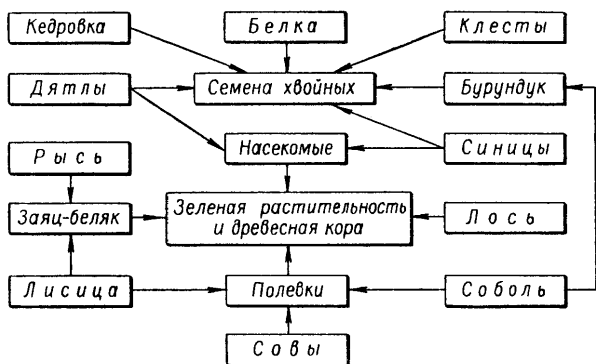 Кедровка
Белка
Клесты
Дятлы
Семена хвойных
Бурундук
Рысь
Насекомые
Синицы
Заяц-беляк
Зеленая растительность
и древесная кора
Лось
Лисица
Полевки
Соболь
Совы